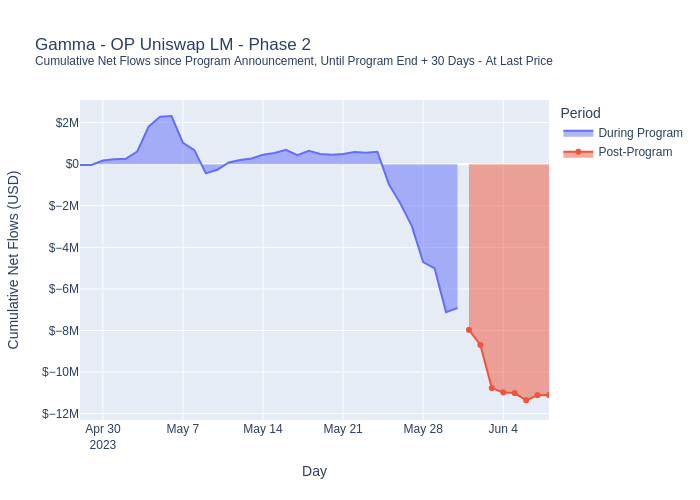 Gamma - OP Uniswap LM - Phase 2
Cumulative Net Flows since Program Announcement, Until Program End + 30 Days - At Last Price
Period
During Program
Post-Program
Cumulative Net Flows (USD)
$2M
$0
$−2M
$−4M
$−6M
$−8M
$−10M
$−12M
Apr 30
2023
May 7
May 14
May 21
May 28
Jun 4
Day